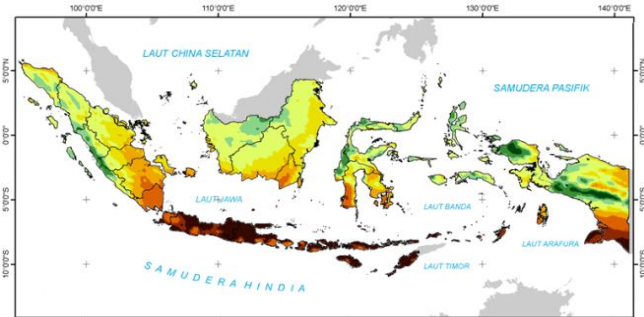 100°0'0"E 110°0'0"E 120°0'0"E 130°0'0"E 140°0'0"E
LAUT CHINA SELATAN
SAMUDERA PASIFIK
5°0'0"N 5°0'0"N
0°0'0" 0°0'0"
LAUT JAWA
LAUT BANDA
5°0'0"S 5°0'0"S
LAUT ARAFURA
LAUT TIMOR
10°0'0"S 10°0'0"S
SAMUDERA HINDIA